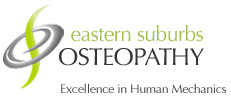 eastern suburbs
OSTEOPATHY
Excellence in Human Mechanics